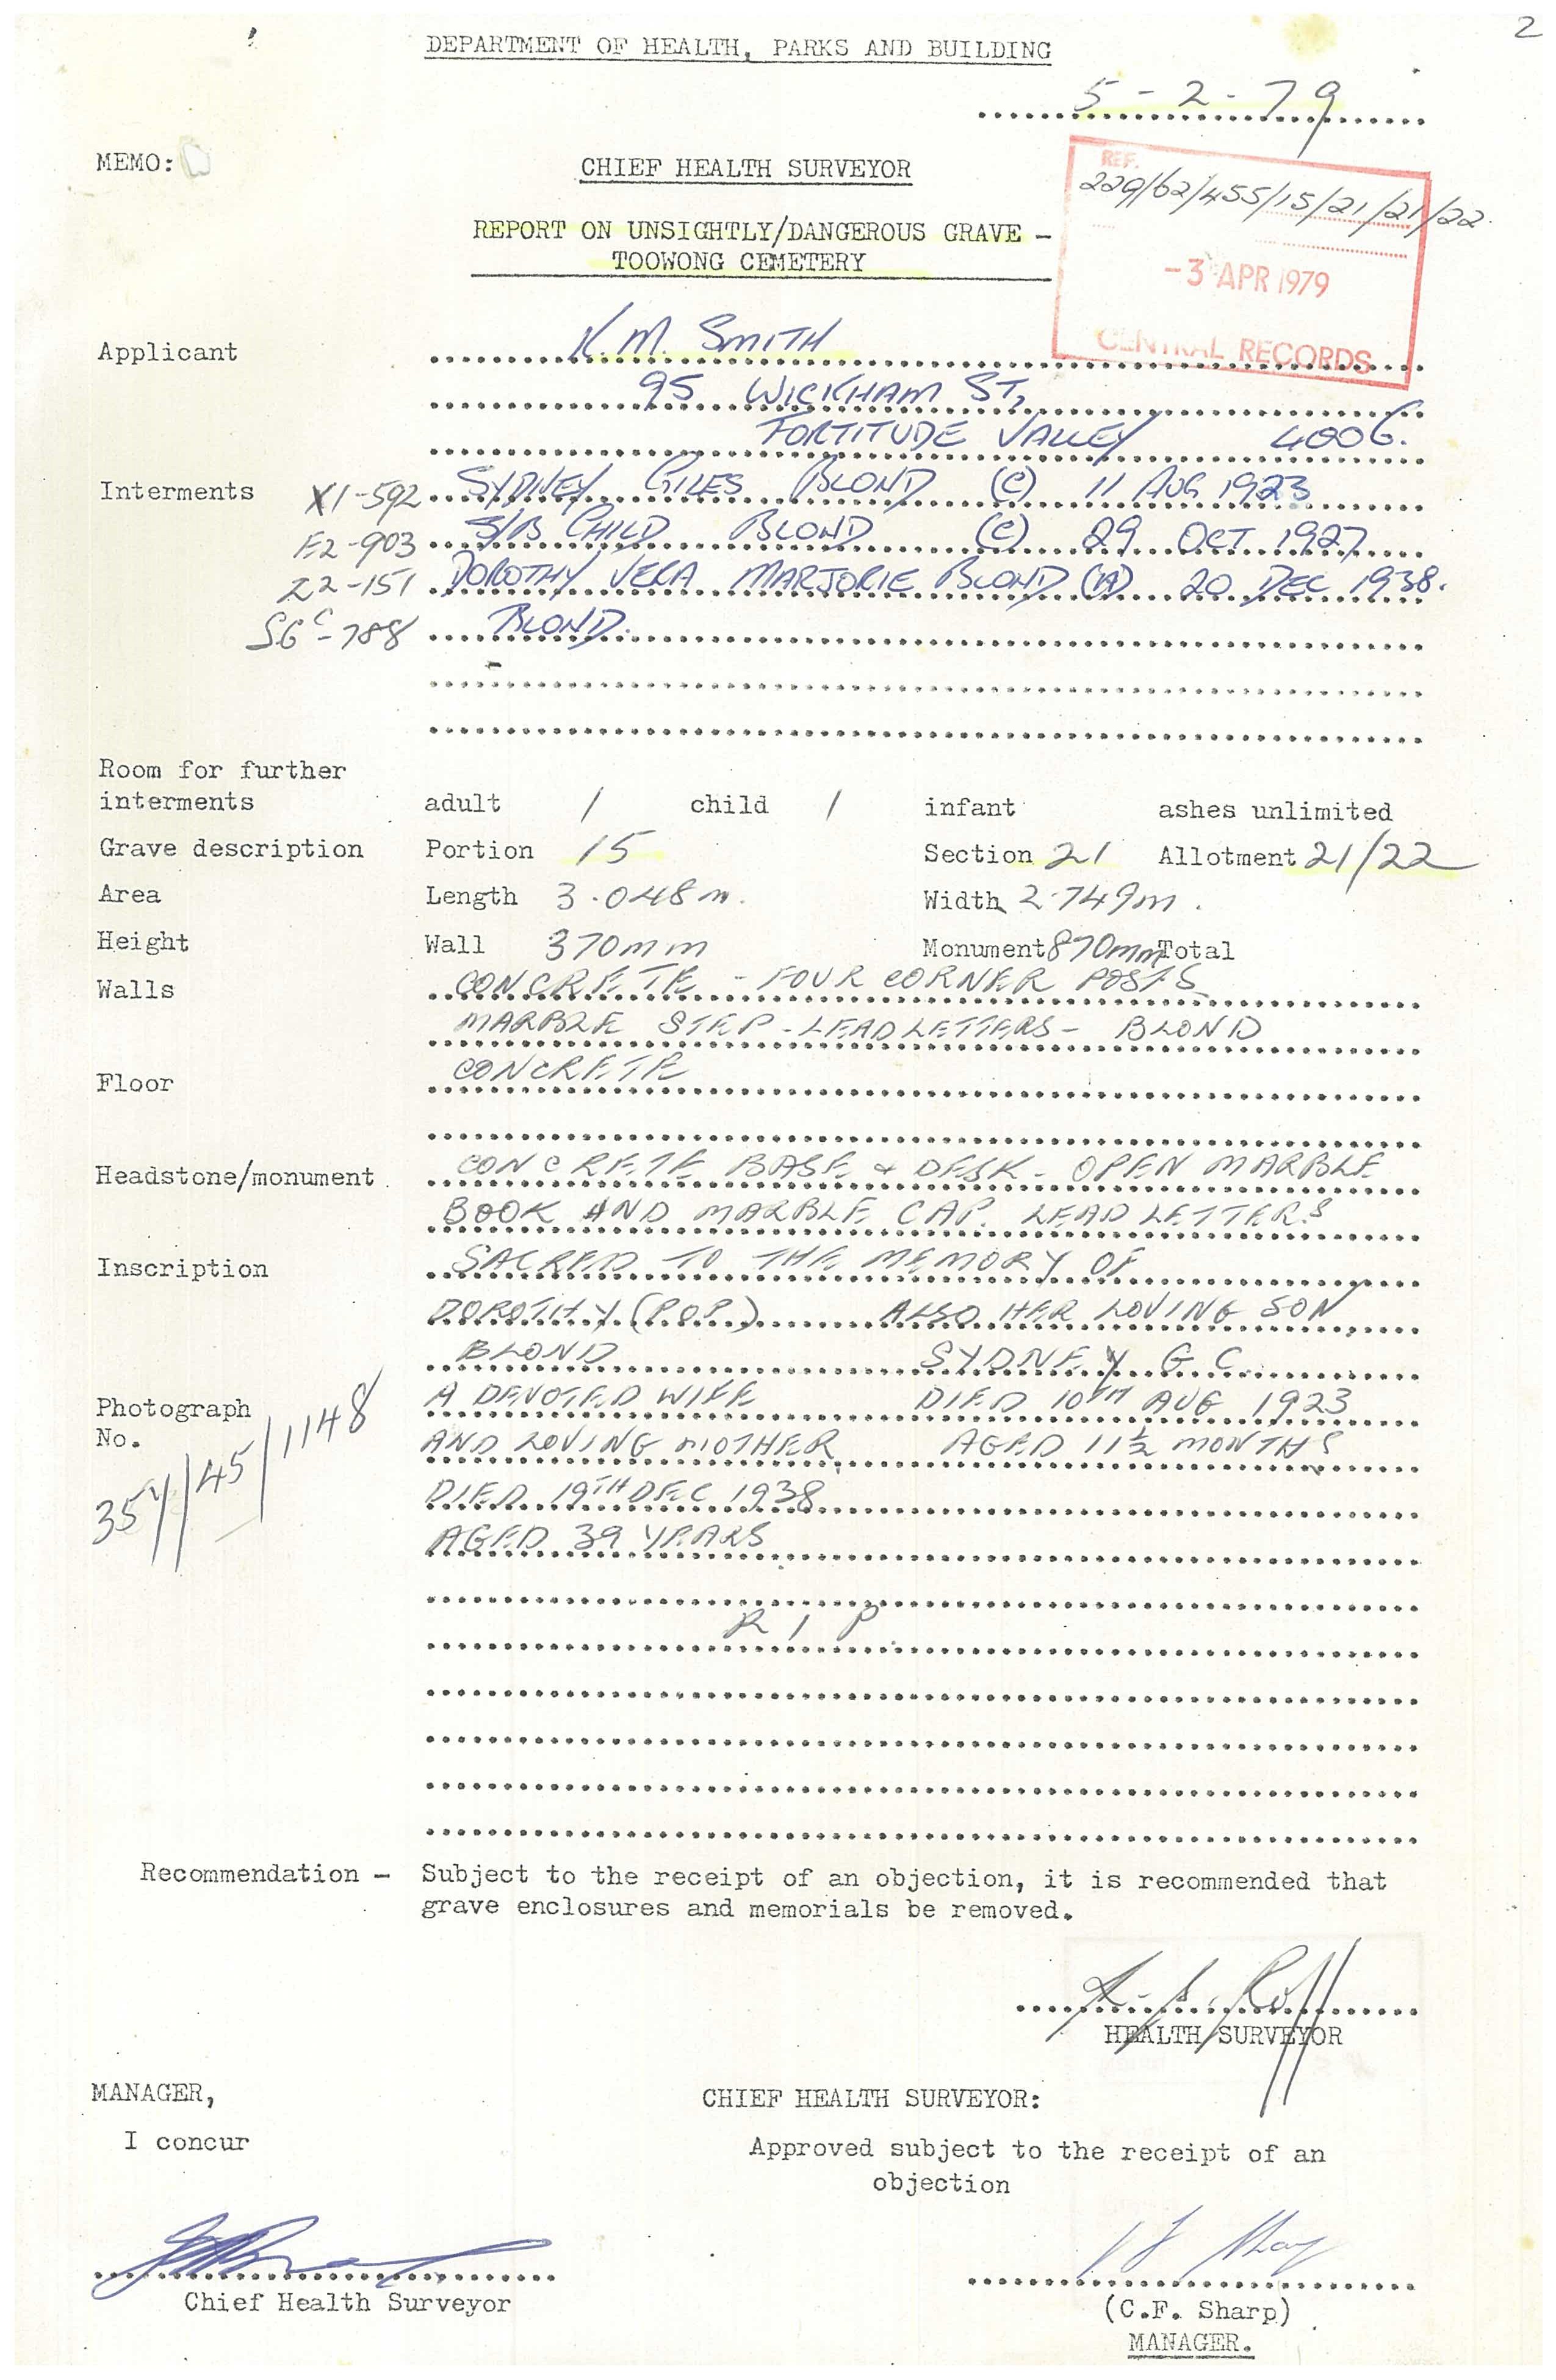 2
DEPARTMENT OF HEALTH, PARKS AND BUILDING
5-2-79
MEMO:
CHIEF HEALTH SURVEYOR
REF.
229/62/455/15/21/21/22.
REPORT ON UNSIGHTLY/DANGEROUS GRAVE -
TOOWONG CEMETERY
-3 APR 1979
CENTRAL RECORDS
Applicant K.M. SMITH
95 WICKHAM ST,
FORTITUDE VALLEY 4006.
Interments X1-592 SYDNEY GILES BLOND (C) 11 AUG 1923
E2-903 S/B CHILD BLOND (C) 29 OCT 1927
Z2-151 DOROTHY VERA MARJORIE BLOND (A) 20 DEC 1938.
SGC-788 BLOND.
Room for further
interments adult 1 child 1 infant ashes unlimited
Grave description Portion 15 Section 21 Allotment 21/22
Area Length 3.048m. Width 2.749m.
Height Wall 370mm Monument 870mm Total
Walls CONCRETE - FOUR CORNER POSTS
MARBLE STEP - LEAD LETTERS - BLOND
Floor CONCRETE
Headstone/monument CONCRETE BASE & DESK - OPEN MARBLE
BOOK AND MARBLE CAP. LEAD LETTERS
Inscription SACRED TO THE MEMORY OF
DOROTHY (POP) ALSO HER LOVING SON
BLOND SYDNEY G C
Photograph A DEVOTED WIFE DIED 10TH AUG 1923
No. AND LOVING MOTHER AGED 11½ MONTHS
/45/1148
DIED 19TH DEC 1938
AGED 39 YEARS
R I P
Recommendation - Subject to the receipt of an objection, it is recommended that
grave enclosures and memorials be removed.
HEALTH SURVEYOR
MANAGER, CHIEF HEALTH SURVEYOR:
I concur Approved subject to the receipt of an
objection
Chief Health Surveyor
(C.F. Sharp)
MANAGER.